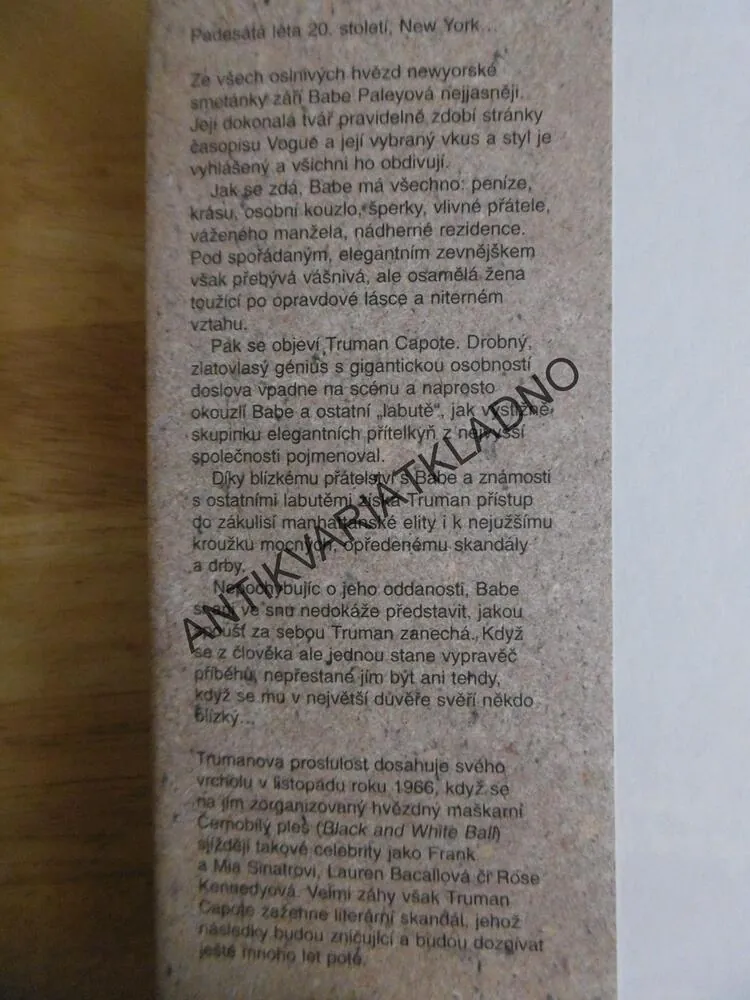 Padesátá léta 20. století, New York...
Ze všech oslnivých hvězd newyorské
smetánky září Babe Paleyová nejjasněji.
Její dokonalá tvář pravidelně zdobí stránky
časopisu Vogue a její vybraný vkus a styl je
vyhlášený a všichni ho obdivují.
Jak se zdá, Babe má všechno: peníze,
krásu, osobní kouzlo, šperky, vlivné přátele,
váženého manžela, nádherné rezidence.
Pod spořádaným, elegantním zevnějškem
však přebývá vášnivá, ale osamělá žena
toužící po opravdové lásce a niterném
vztahu.
Pak se objeví Truman Capote. Drobný,
zlatovlasý génius s gigantickou osobností
doslova vpadne na scénu a naprosto
okouzlí Babe a ostatní „labutě“, jak výstižně
skupinku elegantních přítelkyň z nejvyšší
společnosti pojmenoval.
Díky blízkému přátelství s Babe a známosti
s ostatními labutěmi získá Truman přístup
do zákulisí manhattanské elity i k nejužšímu
kroužku mocných, opředenému skandály
a drby.
Nepochybujíc o jeho oddanosti, Babe
snad ve snu nedokáže představit, jakou
spoušť za sebou Truman zanechá. Když
se z člověka ale jednou stane vypravěč
příběhů, nepřestane jím být ani tehdy,
když se mu v největší důvěře svěří někdo
blízký...
Trumanova proslulost dosahuje svého
vrcholu v listopadu roku 1966, když se
na jím zorganizovaný hvězdný maškarní
Černobílý ples (Black and White Ball)
sjíždějí takové celebrity jako Frank
a Mia Sinatrovi, Lauren Bacallová či Rose
Kennedyová. Velmi záhy však Truman
Capote zažehne literární skandál, jehož
následky budou zničující a budou doznívat
ještě mnoho let poté.
ANTIKVARIATKLADNO